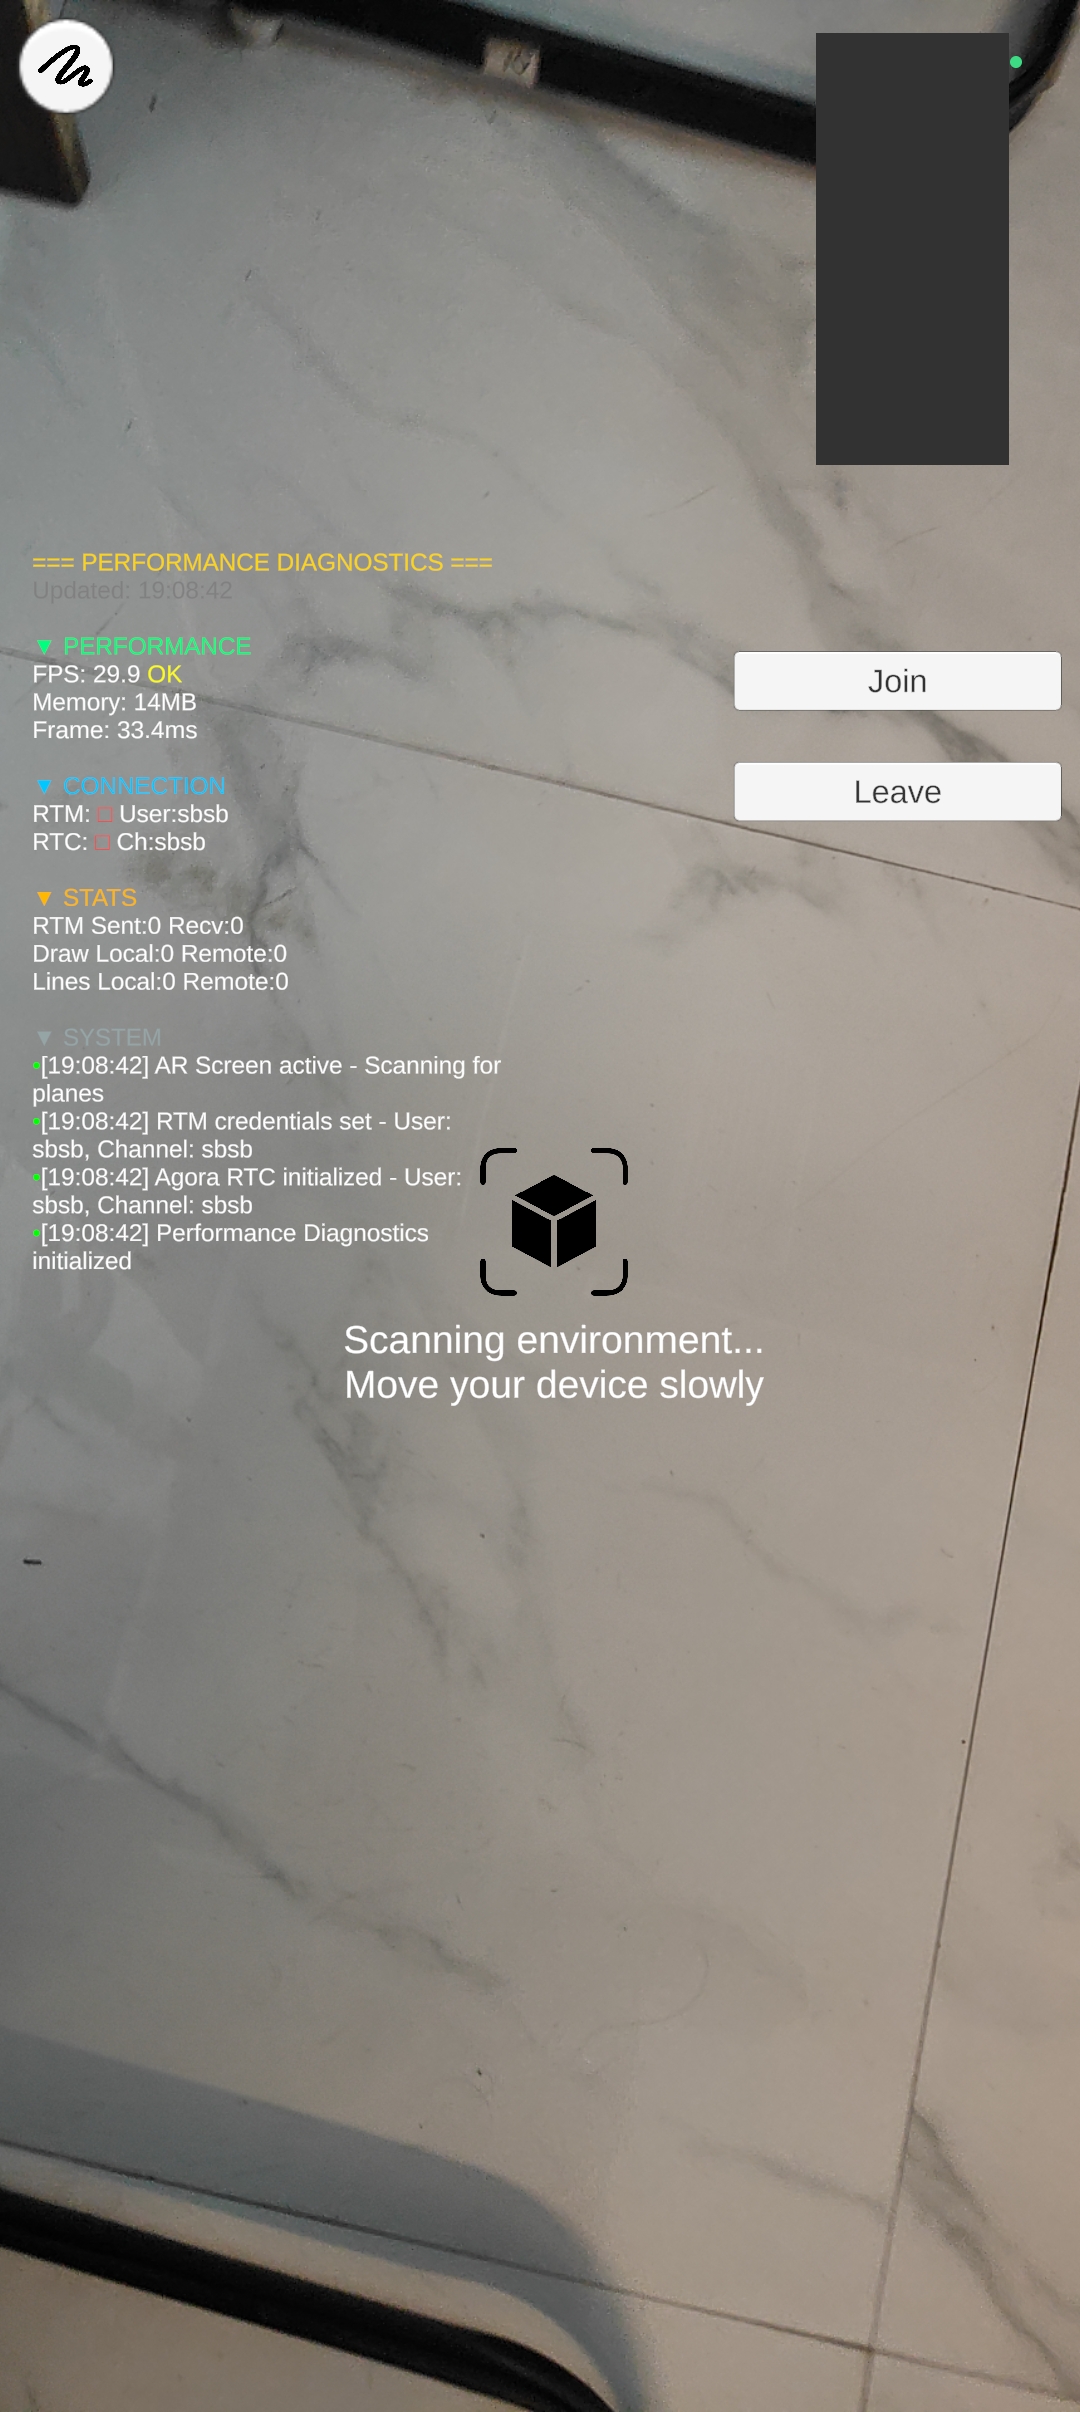 === PERFORMANCE DIAGNOSTICS ===
Updated: 19:08:42
▼ PERFORMANCE
FPS: 29.9 OK
Memory: 14MB
Frame: 33.4ms
▼ CONNECTION
RTM: □ User:sbsb
RTC: □ Ch:sbsb
▼ STATS
RTM Sent:0 Recv:0
Draw Local:0 Remote:0
Lines Local:0 Remote:0
▼ SYSTEM
•[19:08:42] AR Screen active - Scanning for
planes
•[19:08:42] RTM credentials set - User:
sbsb, Channel: sbsb
•[19:08:42] Agora RTC initialized - User:
sbsb, Channel: sbsb
•[19:08:42] Performance Diagnostics
initialized
Join
Leave
Scanning environment...
Move your device slowly